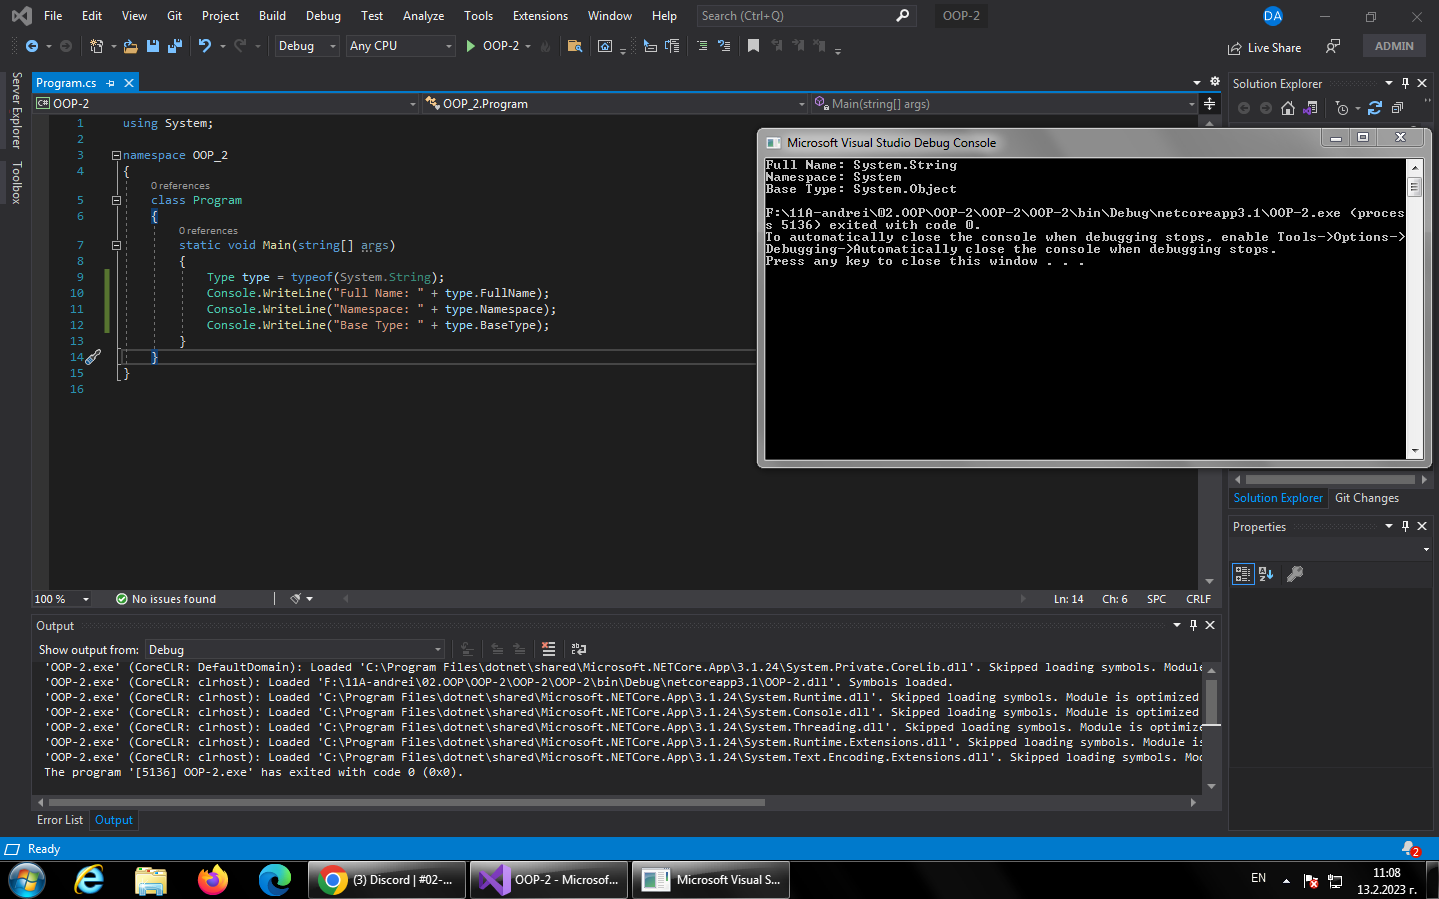 File Edit View Git Project Build Debug Test Analyze Tools Extensions Window Help Search (Ctrl+Q) OOP-2 DA
Debug Any CPU OOP-2 Live Share ADMIN
Server Explorer
Toolbox
Program.cs
OOP-2 OOP_2.Program Main(string[] args)
1 using System;
2
3 namespace OOP_2
4 {
0 references
5 class Program
6 {
0 references
7 static void Main(string[] args)
8 {
9 Type type = typeof(System.String);
10 Console.WriteLine("Full Name: " + type.FullName);
11 Console.WriteLine("Namespace: " + type.Namespace);
12 Console.WriteLine("Base Type: " + type.BaseType);
13 }
14 }
15 }
16
100 % No issues found Ln: 14 Ch: 6 SPC CRLF
Microsoft Visual Studio Debug Console
Full Name: System.String
Namespace: System
Base Type: System.Object
F:\11A-andrei\02.OOP\OOP-2\OOP-2\OOP-2\bin\Debug\netcoreapp3.1\OOP-2.exe (proces
s 5136) exited with code 0.
To automatically close the console when debugging stops, enable Tools->Options->
Debugging->Automatically close the console when debugging stops.
Press any key to close this window . . .
Solution Explorer
Solution Explorer Git Changes
Properties
Output
Show output from: Debug
'OOP-2.exe' (CoreCLR: DefaultDomain): Loaded 'C:\Program Files\dotnet\shared\Microsoft.NETCore.App\3.1.24\System.Private.CoreLib.dll'. Skipped loading symbols. Module
'OOP-2.exe' (CoreCLR: clrhost): Loaded 'F:\11A-andrei\02.OOP\OOP-2\OOP-2\OOP-2\bin\Debug\netcoreapp3.1\OOP-2.dll'. Symbols loaded.
'OOP-2.exe' (CoreCLR: clrhost): Loaded 'C:\Program Files\dotnet\shared\Microsoft.NETCore.App\3.1.24\System.Runtime.dll'. Skipped loading symbols. Module is optimized
'OOP-2.exe' (CoreCLR: clrhost): Loaded 'C:\Program Files\dotnet\shared\Microsoft.NETCore.App\3.1.24\System.Console.dll'. Skipped loading symbols. Module is optimized
'OOP-2.exe' (CoreCLR: clrhost): Loaded 'C:\Program Files\dotnet\shared\Microsoft.NETCore.App\3.1.24\System.Threading.dll'. Skipped loading symbols. Module is optimize
'OOP-2.exe' (CoreCLR: clrhost): Loaded 'C:\Program Files\dotnet\shared\Microsoft.NETCore.App\3.1.24\System.Runtime.Extensions.dll'. Skipped loading symbols. Module is
'OOP-2.exe' (CoreCLR: clrhost): Loaded 'C:\Program Files\dotnet\shared\Microsoft.NETCore.App\3.1.24\System.Text.Encoding.Extensions.dll'. Skipped loading symbols. Mod
The program '[5136] OOP-2.exe' has exited with code 0 (0x0).
Error List Output
Ready 2
(3) Discord | #02-... OOP-2 - Microsof... Microsoft Visual S... EN 11:08
13.2.2023 г.